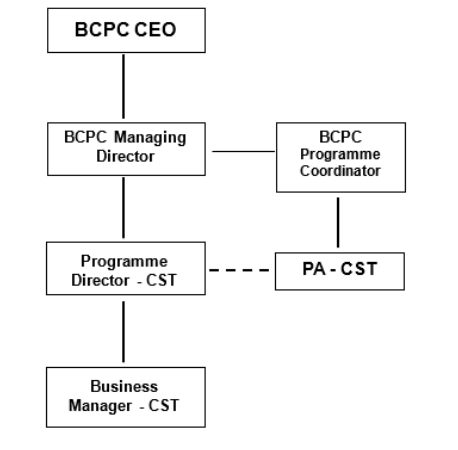 BCPC CEO
BCPC Managing
Director
BCPC
Programme
Coordinator
Programme
Director - CST
PA - CST
Business
Manager - CST